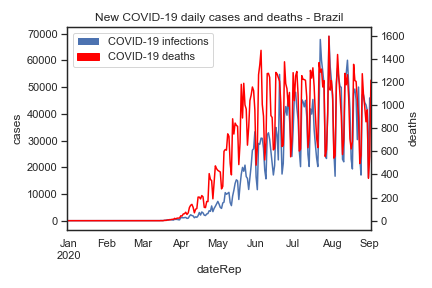 New COVID-19 daily cases and deaths - Brazil
COVID-19 infections
COVID-19 deaths
70000
60000
50000
40000
30000
20000
10000
0
cases
1600
1400
1200
1000
800
600
400
200
0
deaths
Jan Feb Mar Apr May Jun Jul Aug Sep
2020
dateRep